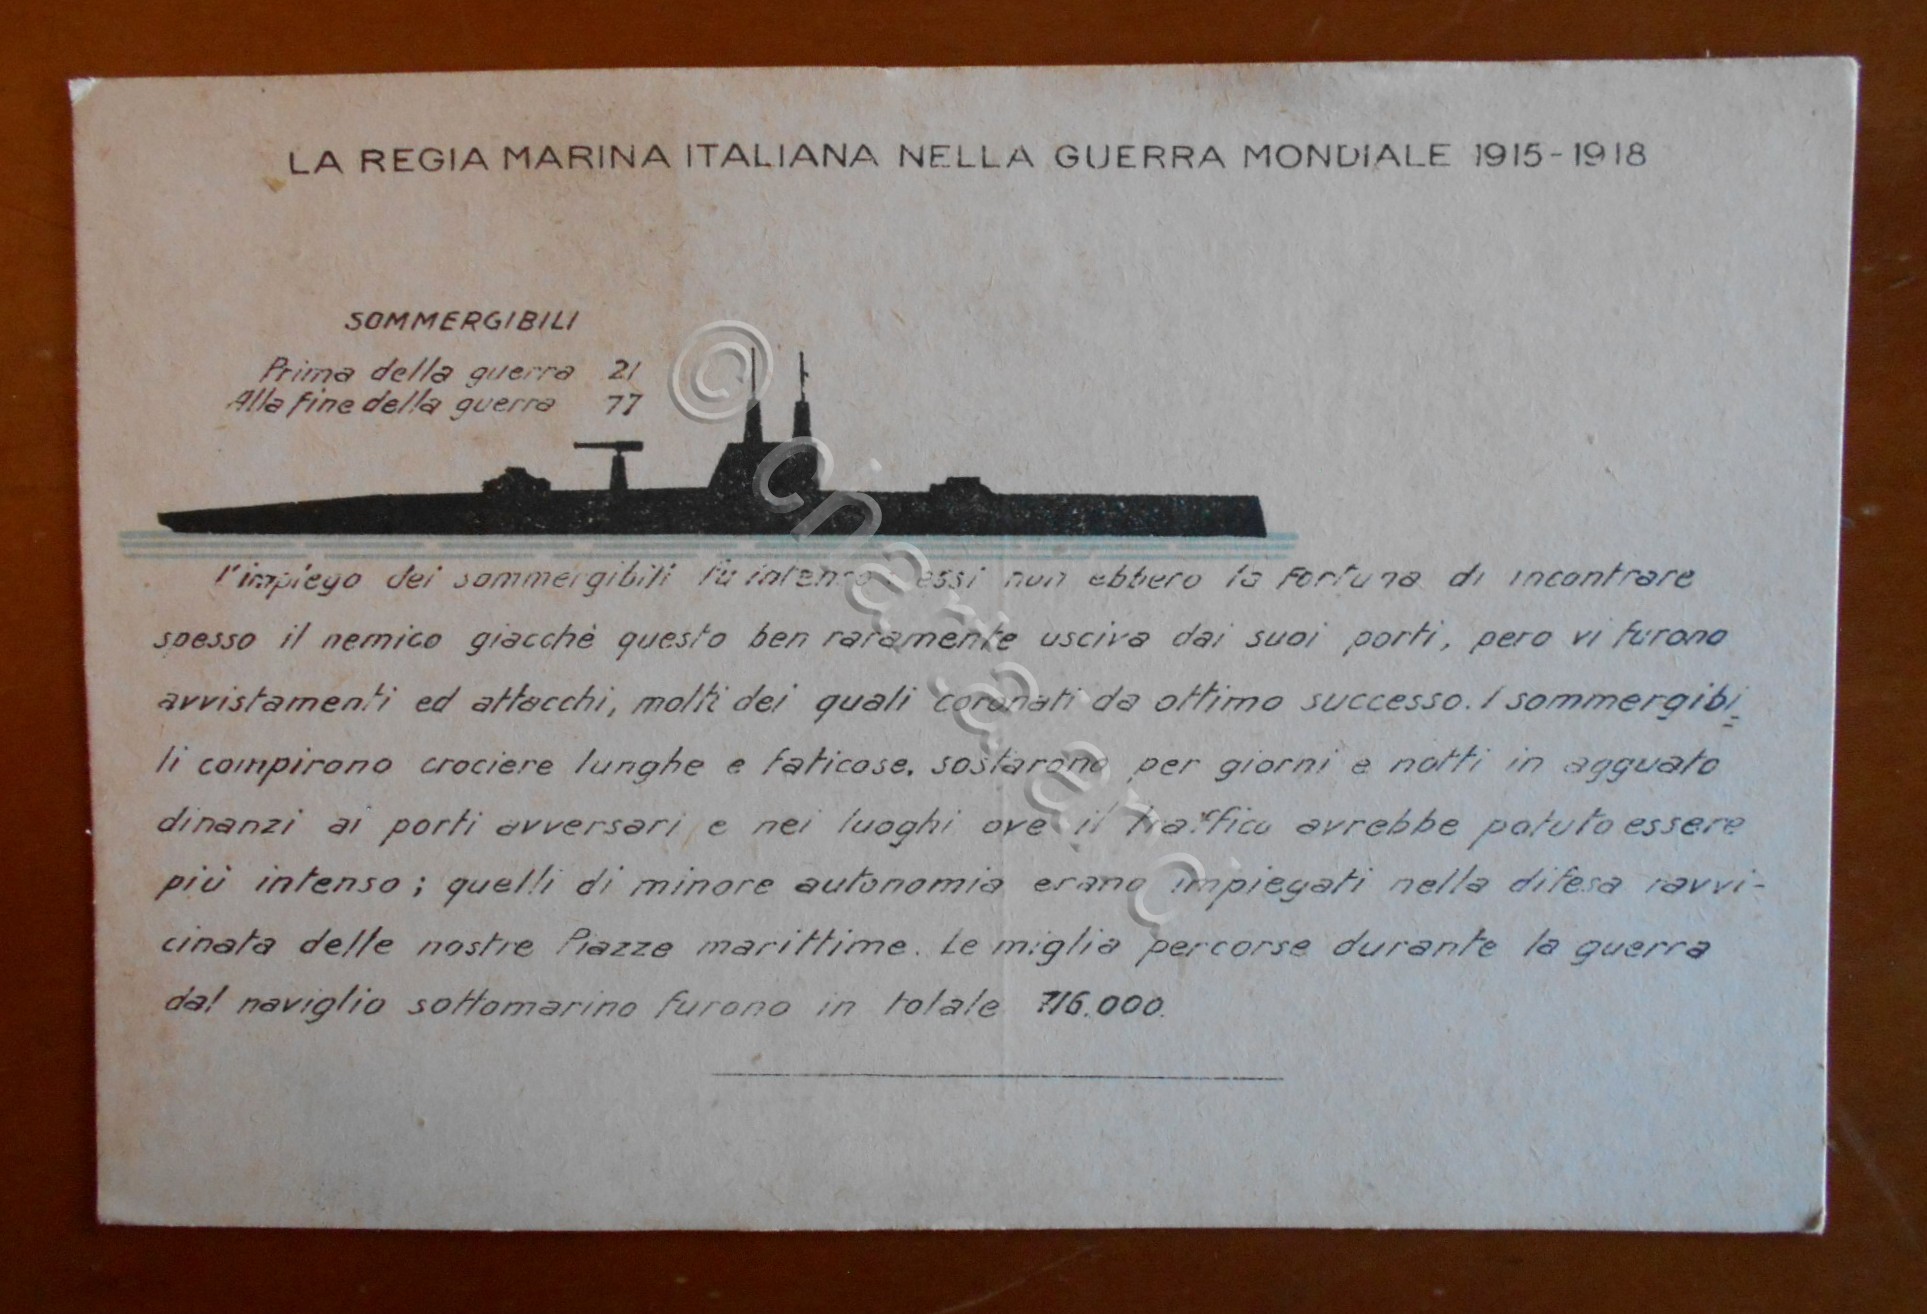 LA REGIA MARINA ITALIANA NELLA GUERRA MONDIALE 1915-1918
SOMMERGIBILI
Prima della guerra 21
Alla fine della guerra 77
L'impiego dei sommergibili fù intenso: essi non ebbero la fortuna di incontrare
spesso il nemico giacchè questo ben raramente usciva dai suoi porti, pero vi furono
avvistamenti ed attacchi, molti dei quali coronati da ottimo successo. I sommergibi=
li compirono crociere lunghe e faticose, sostarono per giorni e notti in agguato
dinanzi ai porti avversari e nei luoghi ove il traffico avrebbe potuto essere
più intenso; quelli di minore autonomia erano impiegati nella difesa ravvi-
cinata delle nostre Piazze marittime. Le miglia percorse durante la guerra
dal naviglio sottomarino furono in totale 716.000.
© chartaland